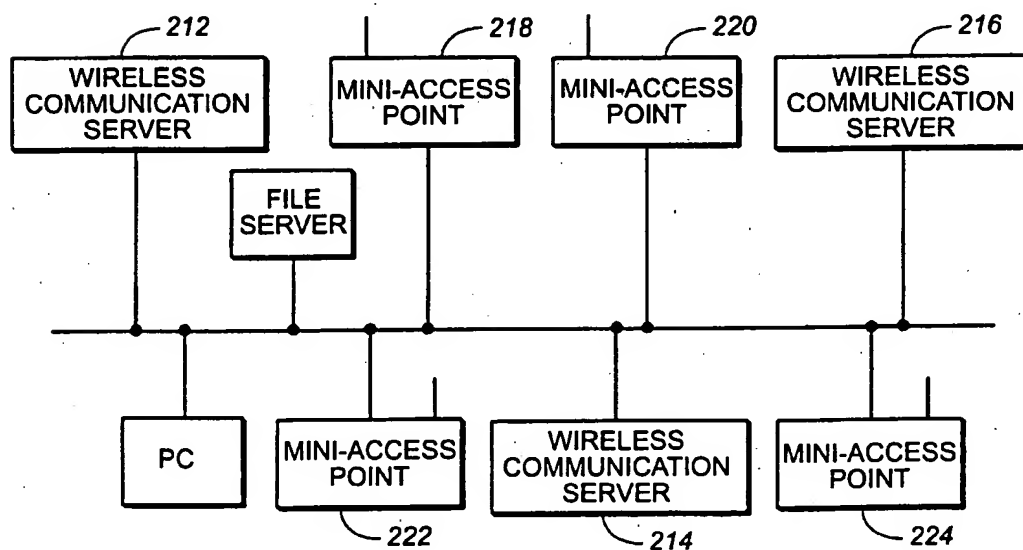 212
218
220
216
WIRELESS
COMMUNICATION
SERVER
MINI-ACCESS
POINT
MINI-ACCESS
POINT
WIRELESS
COMMUNICATION
SERVER
FILE
SERVER
PC
MINI-ACCESS
POINT
WIRELESS
COMMUNICATION
SERVER
MINI-ACCESS
POINT
222
214
224